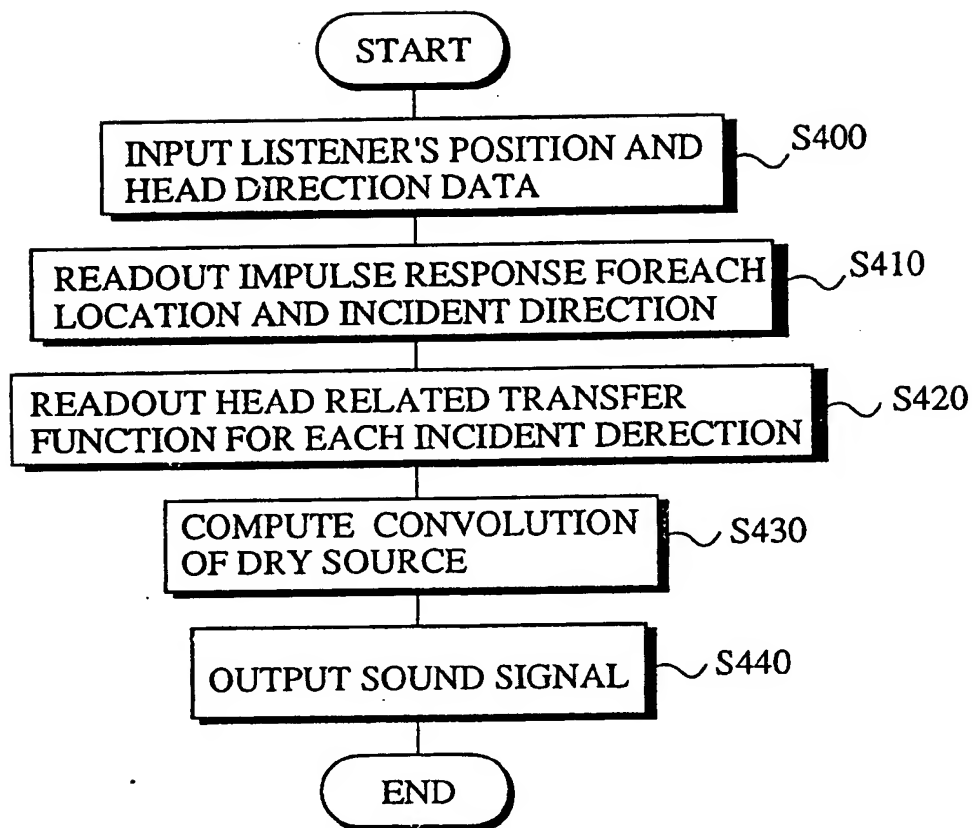 START
INPUT LISTENER'S POSITION AND
HEAD DIRECTION DATA
S400
READOUT IMPULSE RESPONSE FOREACH
LOCATION AND INCIDENT DIRECTION
S410
READOUT HEAD RELATED TRANSFER
FUNCTION FOR EACH INCIDENT DERECTION
S420
COMPUTE CONVOLUTION
OF DRY SOURCE
S430
OUTPUT SOUND SIGNAL
S440
END